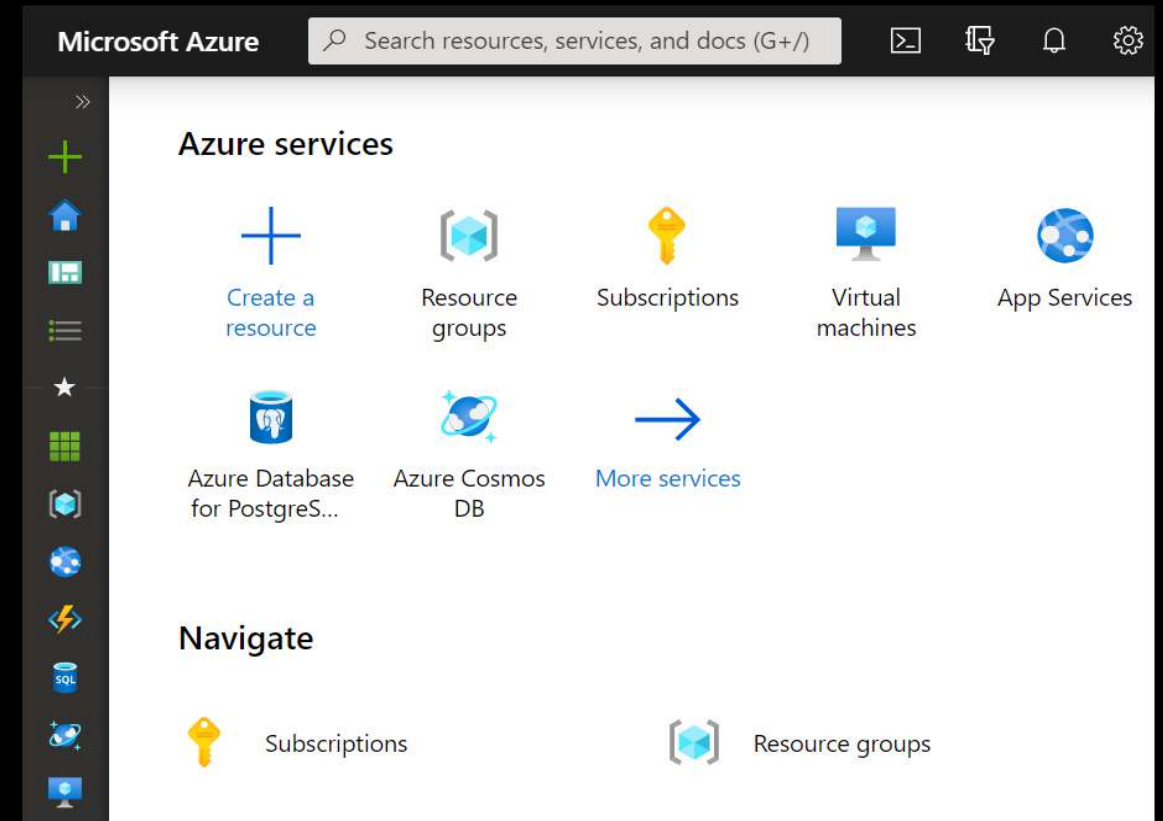 Microsoft Azure
Search resources, services, and docs (G+/)
Azure services
Create a
resource
Resource
groups
Subscriptions
Virtual
machines
App Services
Azure Database
for PostgreS...
Azure Cosmos
DB
More services
Navigate
SQL
Subscriptions
Resource groups